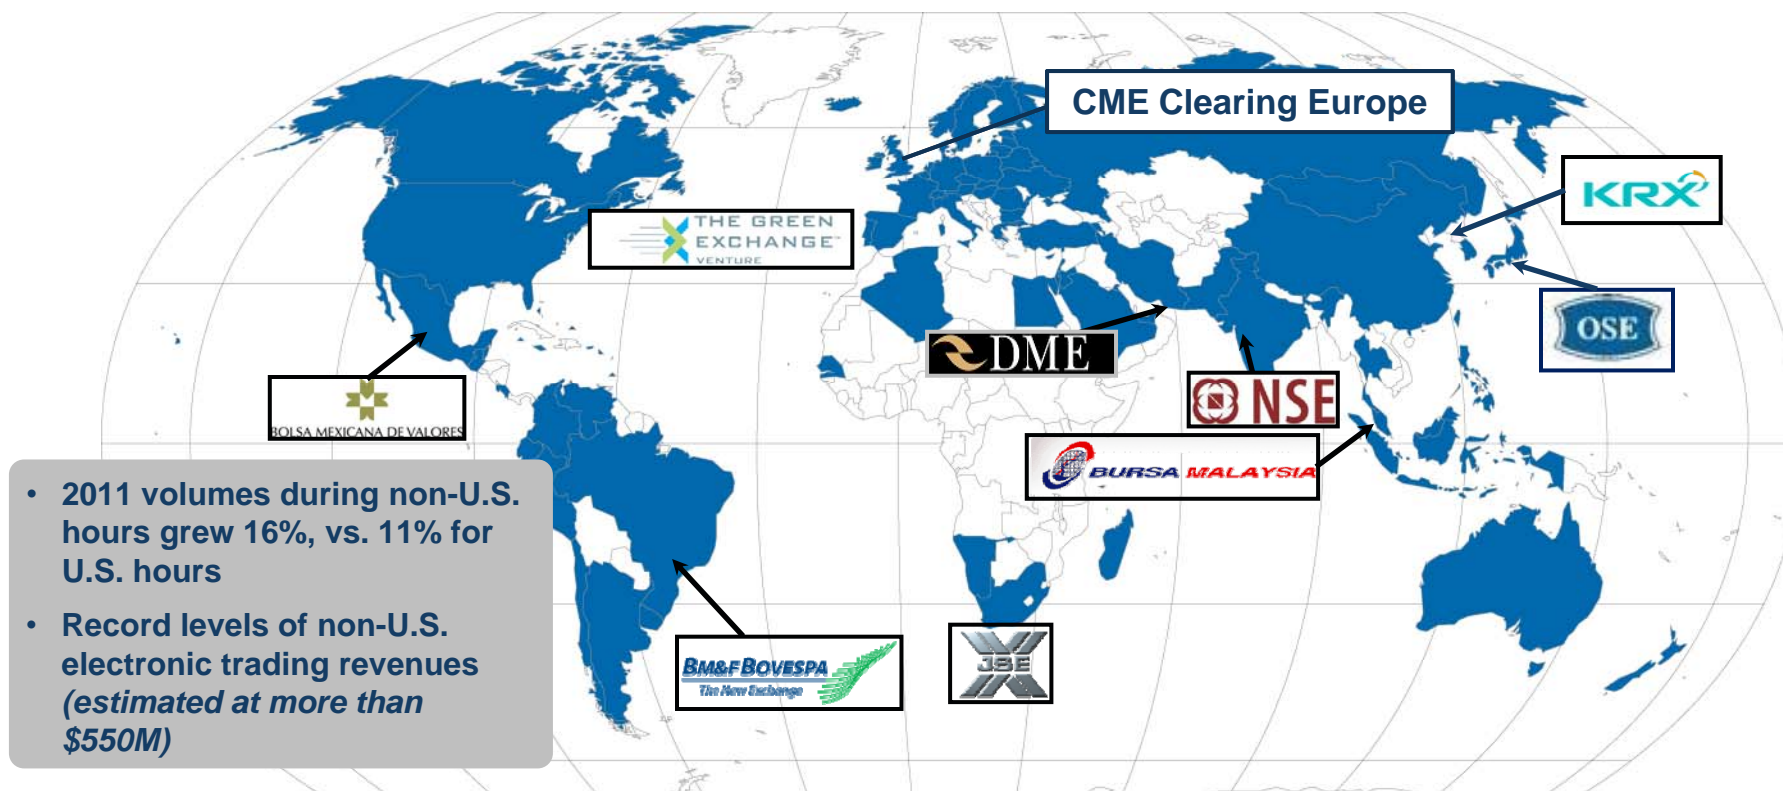 CME Clearing Europe
KRX
THE GREEN
EXCHANGE™
VENTURE
OSE
DME
BOLSA MEXICANA DE VALORES
NSE
BURSA MALAYSIA
• 2011 volumes during non-U.S.
hours grew 16%, vs. 11% for
U.S. hours
• Record levels of non-U.S.
electronic trading revenues
(estimated at more than
$550M)
BM&F BOVESPA
The New Exchange
JSE